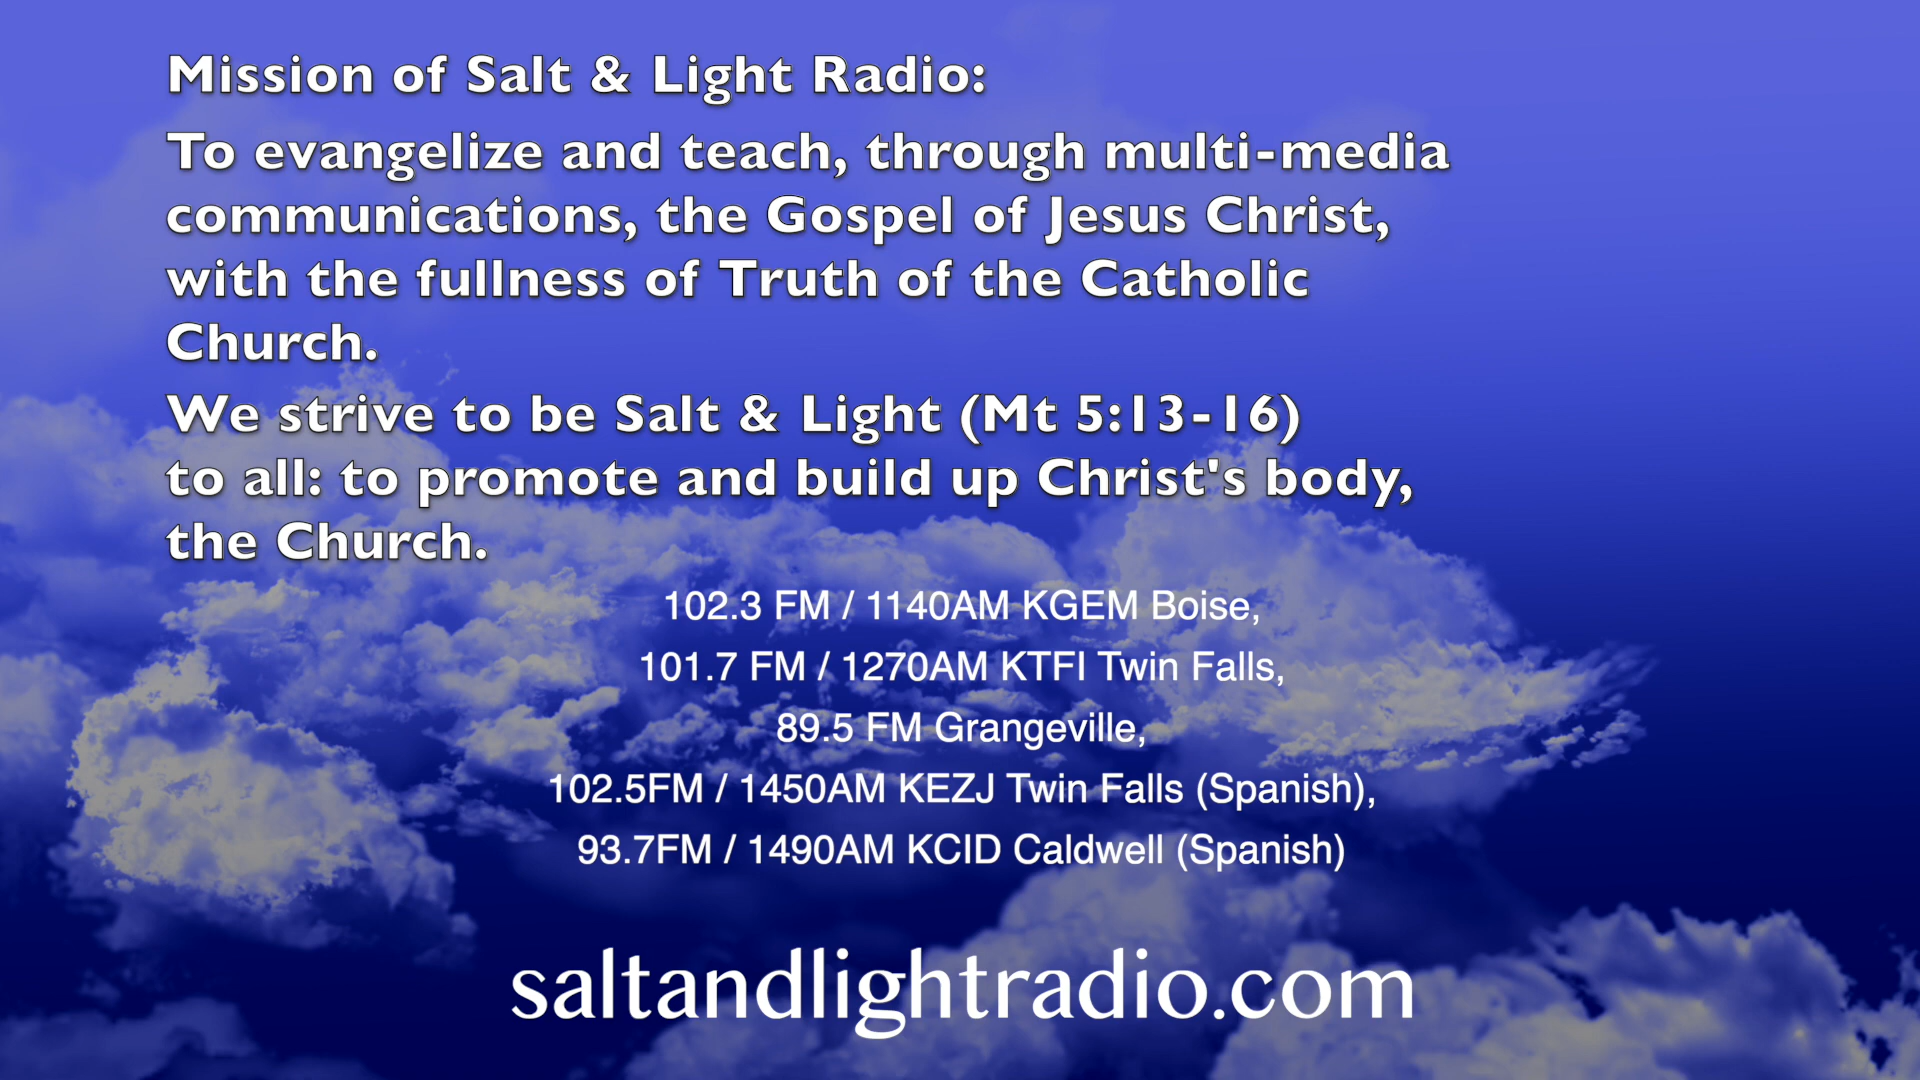 Mission of Salt & Light Radio:
To evangelize and teach, through multi-media
communications, the Gospel of Jesus Christ,
with the fullness of Truth of the Catholic
Church.
We strive to be Salt & Light (Mt 5:13-16)
to all: to promote and build up Christ's body,
the Church.
102.3 FM / 1140AM KGEM Boise,
101.7 FM / 1270AM KTFI Twin Falls,
89.5 FM Grangeville,
102.5FM / 1450AM KEZJ Twin Falls (Spanish),
93.7FM / 1490AM KCID Caldwell (Spanish)
saltandlightradio.com